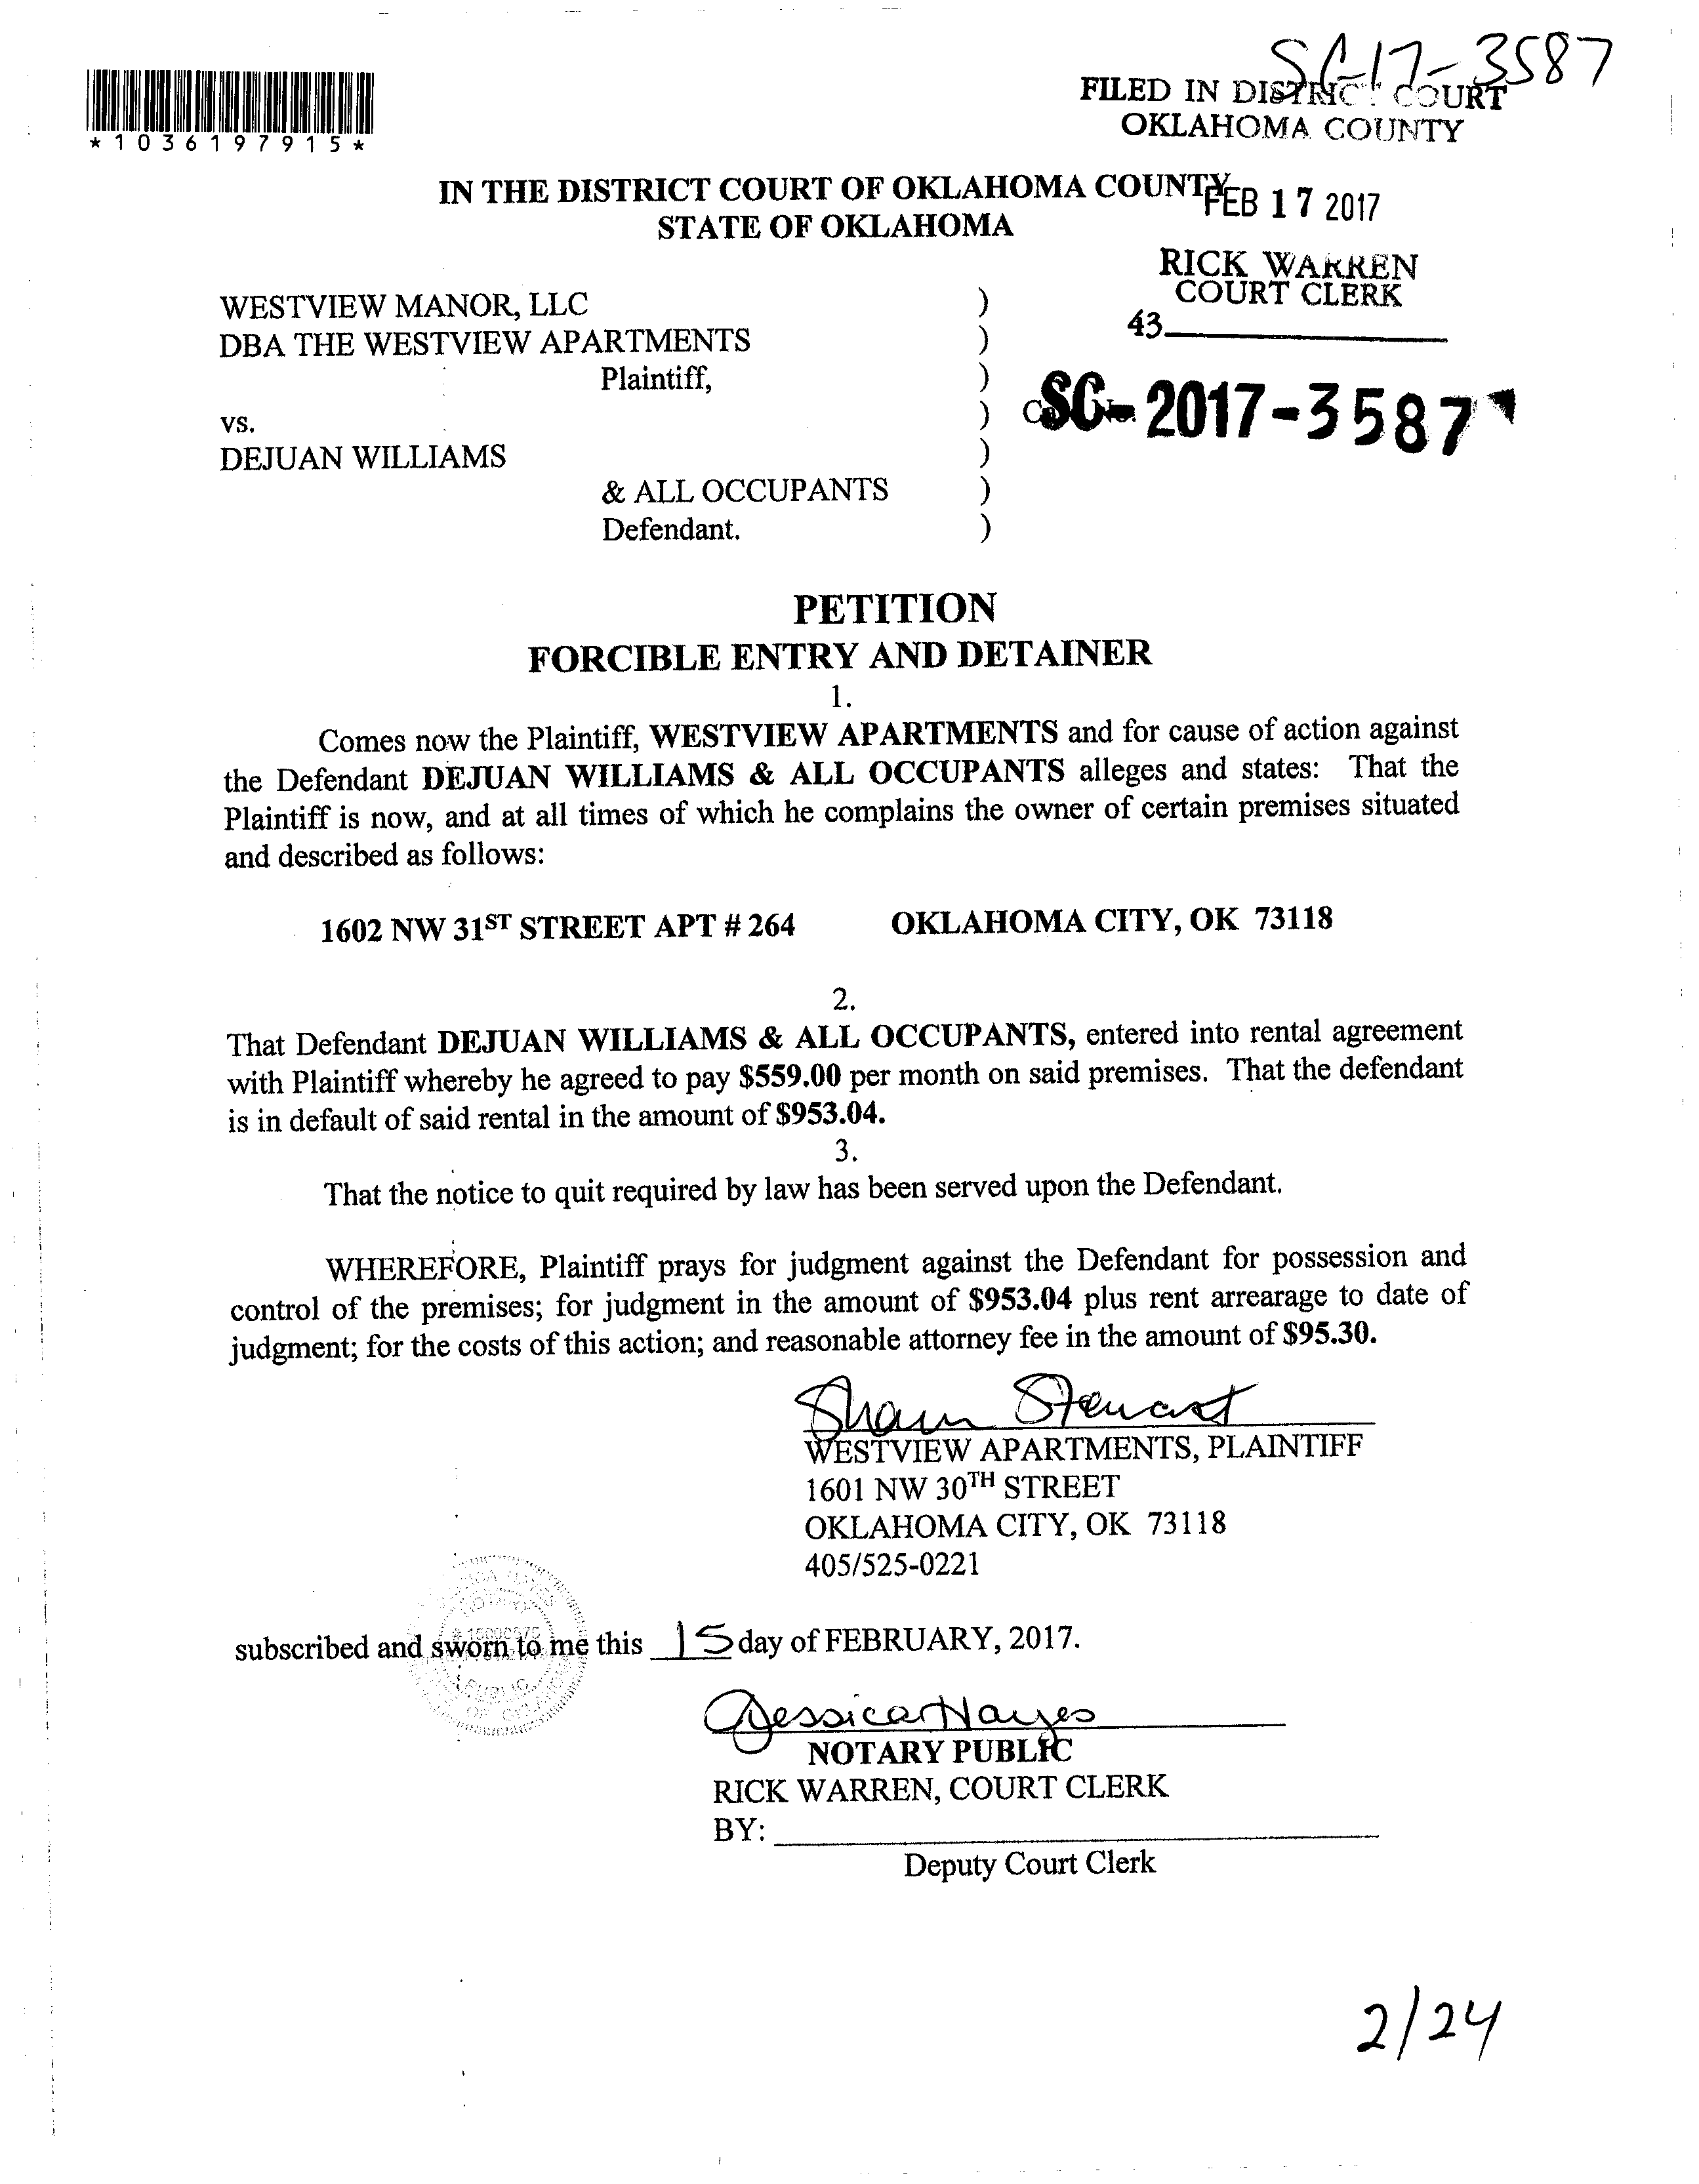 SC-17-3587
*1036197915*
FILED IN DISTRICT COURT
OKLAHOMA COUNTY
IN THE DISTRICT COURT OF OKLAHOMA COUNTY
FEB 17 2017
STATE OF OKLAHOMA
RICK WARREN
COURT CLERK
43
WESTVIEW MANOR, LLC )
DBA THE WESTVIEW APARTMENTS )
Plaintiff, )
SC-2017-3587
vs. )
DEJUAN WILLIAMS )
& ALL OCCUPANTS )
Defendant. )
PETITION
FORCIBLE ENTRY AND DETAINER
1.
Comes now the Plaintiff, WESTVIEW APARTMENTS and for cause of action against
the Defendant DEJUAN WILLIAMS & ALL OCCUPANTS alleges and states: That the
Plaintiff is now, and at all times of which he complains the owner of certain premises situated
and described as follows:
1602 NW 31ST STREET APT # 264 OKLAHOMA CITY, OK 73118
2.
That Defendant DEJUAN WILLIAMS & ALL OCCUPANTS, entered into rental agreement
with Plaintiff whereby he agreed to pay $559.00 per month on said premises. That the defendant
is in default of said rental in the amount of $953.04.
3.
That the notice to quit required by law has been served upon the Defendant.
WHEREFORE, Plaintiff prays for judgment against the Defendant for possession and
control of the premises; for judgment in the amount of $953.04 plus rent arrearage to date of
judgment; for the costs of this action; and reasonable attorney fee in the amount of $95.30.
Shawn Stewart
WESTVIEW APARTMENTS, PLAINTIFF
1601 NW 30TH STREET
OKLAHOMA CITY, OK 73118
405/525-0221
subscribed and sworn to me this 15 day of FEBRUARY, 2017.
Jessica Hayes
NOTARY PUBLIC
RICK WARREN, COURT CLERK
BY:
Deputy Court Clerk
2/24